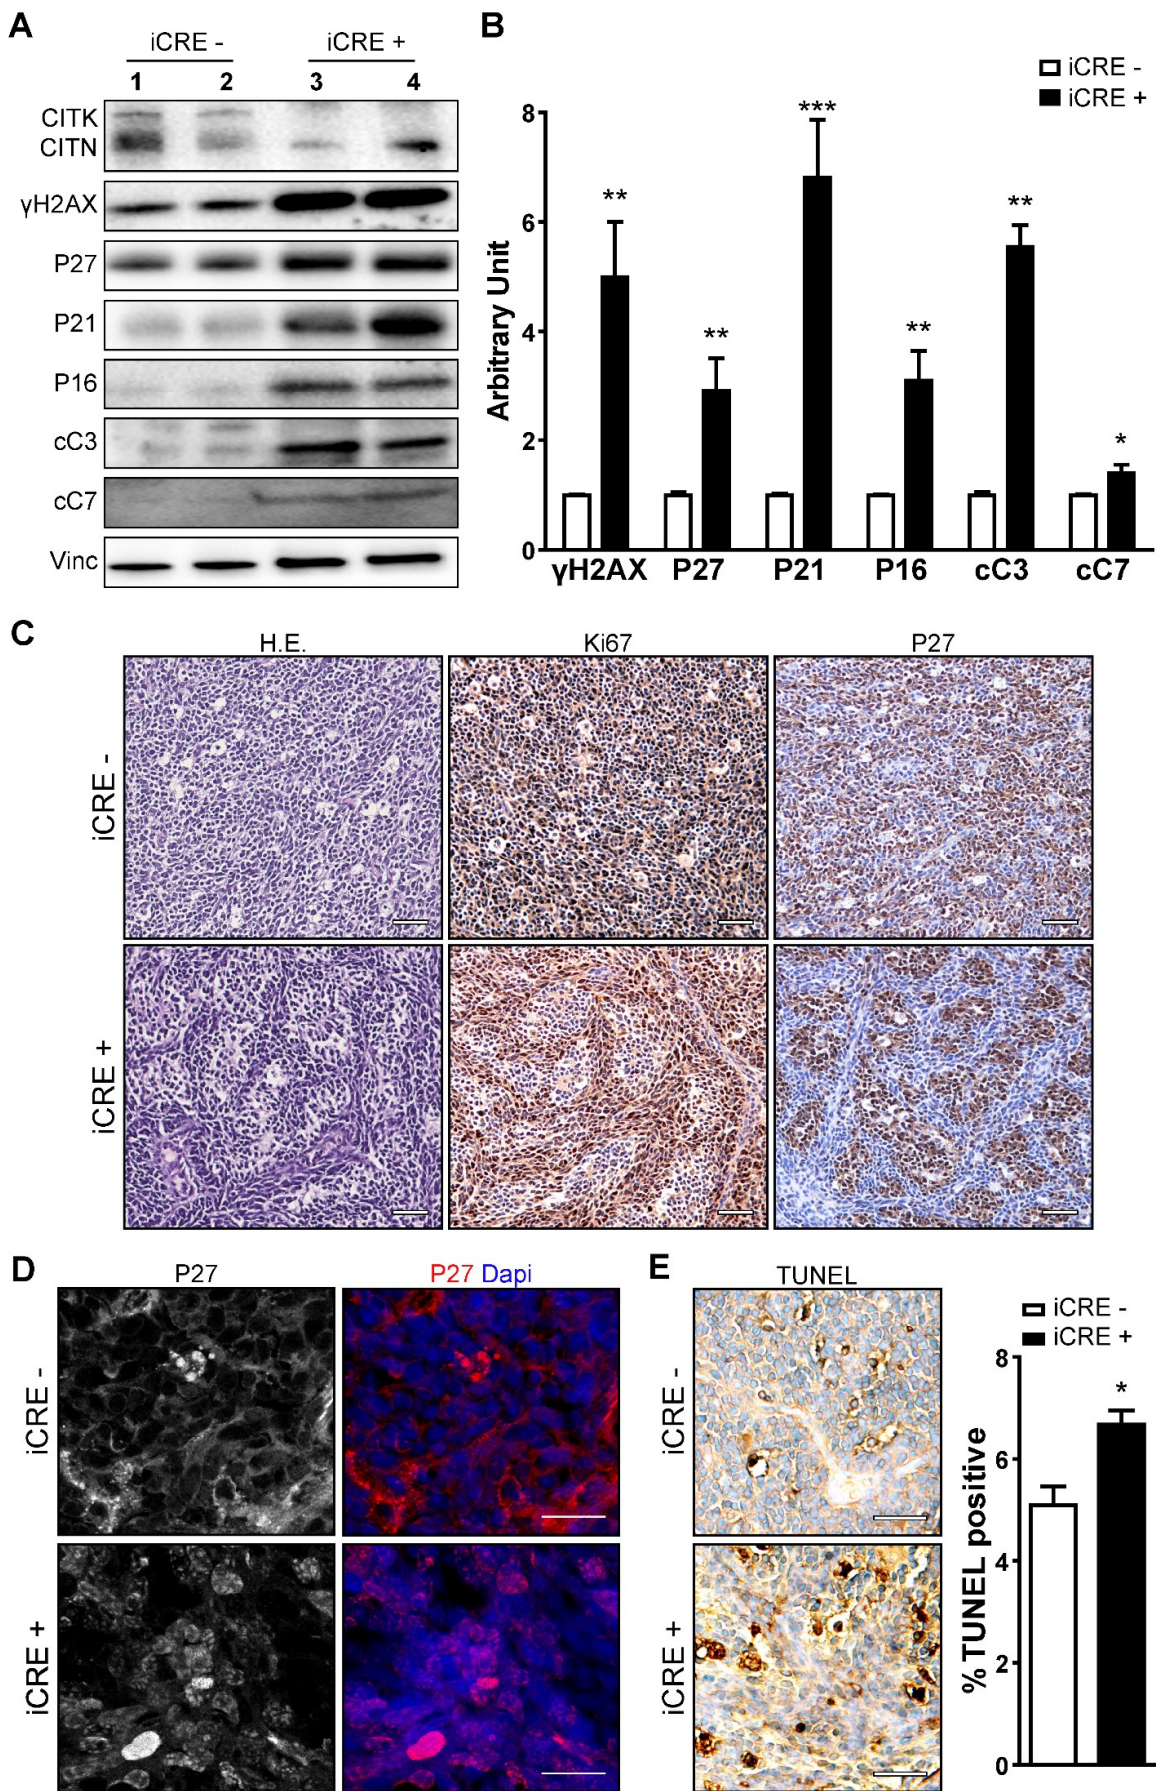 A
iCRE - iCRE +
1 2 3 4
CITK
CITN
γH2AX
P27
P21
P16
cC3
cC7
Vinc
B
iCRE -
iCRE +
Arbitrary Unit
8
6
4
2
0
** ** *** ** ** *
γH2AX P27 P21 P16 cC3 cC7
C
H.E. Ki67 P27
iCRE -
iCRE +
D
P27 P27 Dapi
iCRE -
iCRE +
E
TUNEL
iCRE -
iCRE +
iCRE -
iCRE +
% TUNEL positive
8
6
4
2
0
*